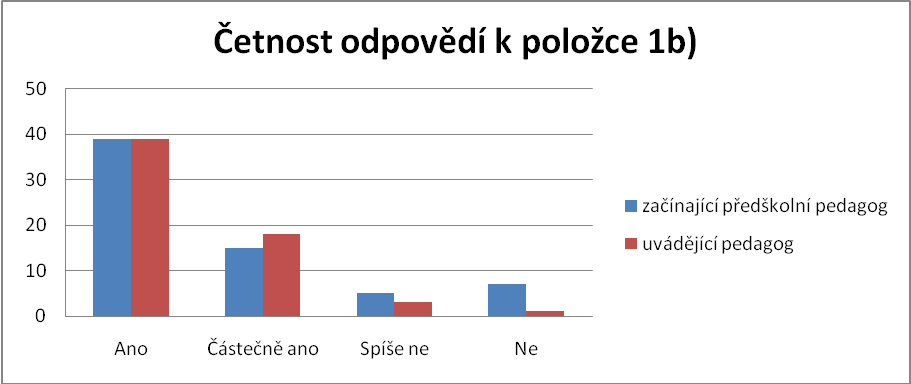 Četnost odpovědí k položce 1b)
50
40
30
20
10
0
Ano Částečně ano Spíše ne Ne
začínající předškolní pedagog
uvádějící pedagog